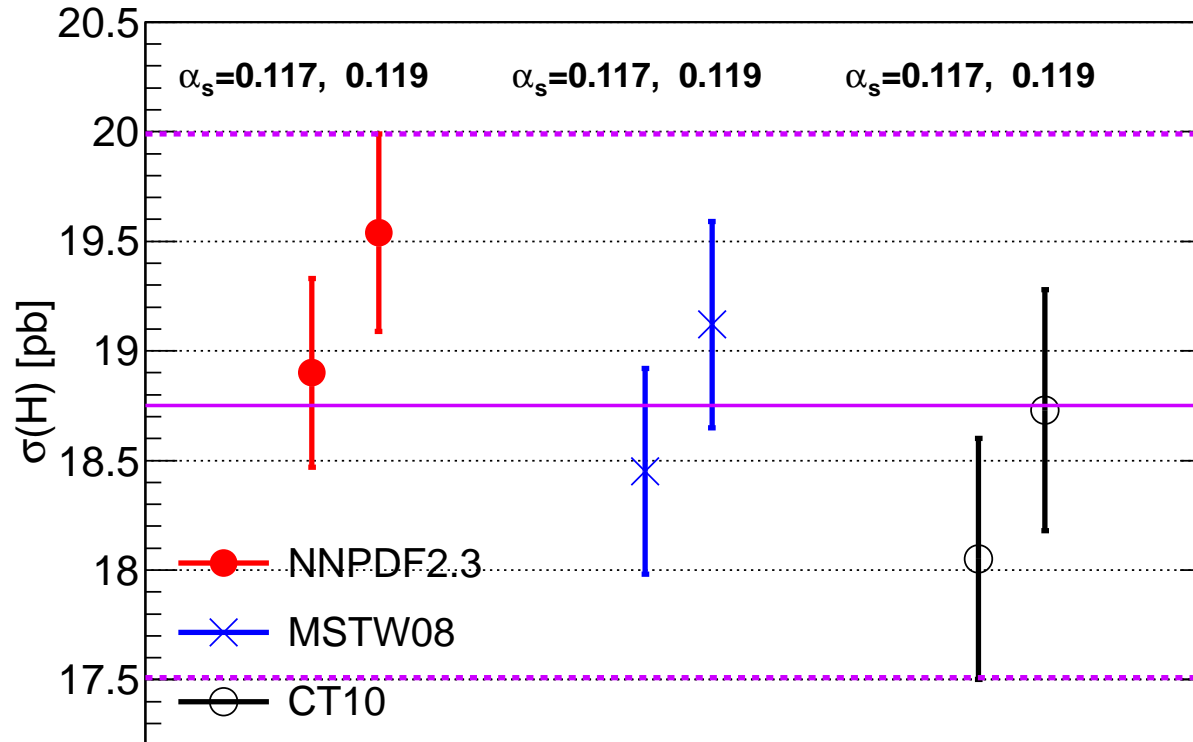 20.5
αs=0.117, 0.119 αs=0.117, 0.119 αs=0.117, 0.119
20
19.5
19
18.5
18
17.5
σ(H) [pb]
NNPDF2.3
MSTW08
CT10